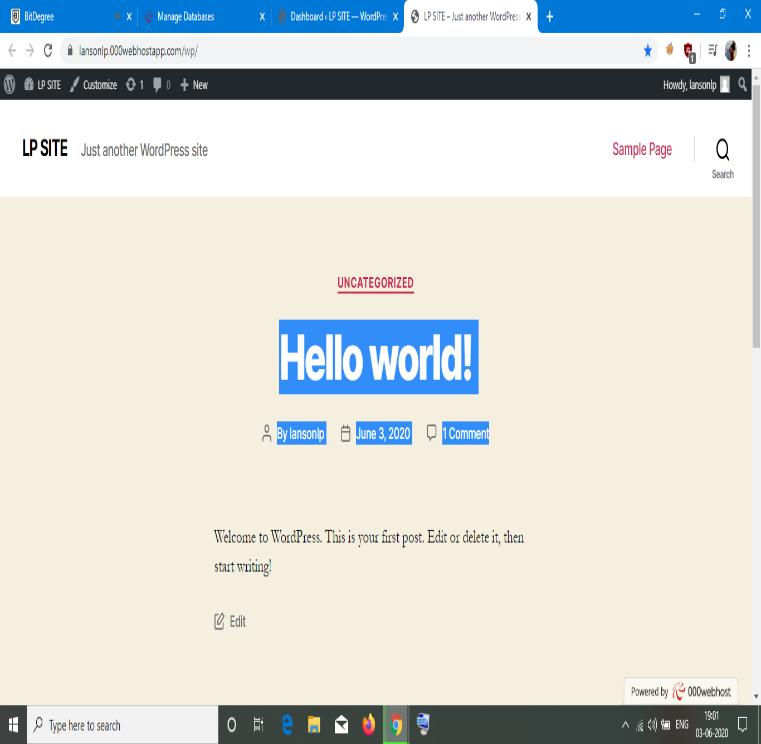 BitDegree
Manage Databases
Dashboard ‹ LP SITE — WordPre
LP SITE – Just another WordPress
lansonlp.000webhostapp.com/wp/
1
LP SITE
Customize
1
0
New
Howdy, lansonlp
LP SITE
Just another WordPress site
Sample Page
Search
UNCATEGORIZED
Hello world!
By lansonlp
June 3, 2020
1 Comment
Welcome to WordPress. This is your first post. Edit or delete it, then
start writing!
Edit
Powered by 000webhost
Type here to search
ENG
19:01
03-06-2020